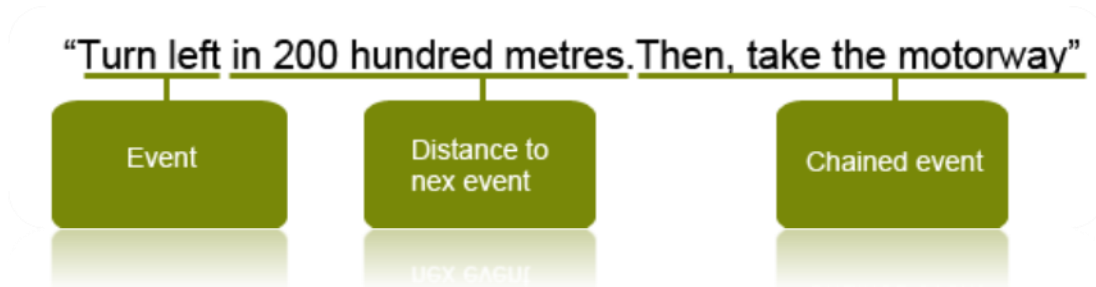 “Turn left in 200 hundred metres.Then, take the motorway”
Event
Distance to
nex event
Chained event